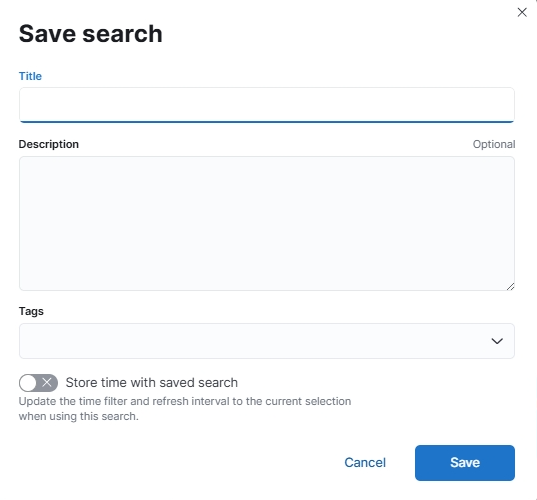 Save search
Title
Description Optional
Tags
Store time with saved search
Update the time filter and refresh interval to the current selection
when using this search.
Cancel Save